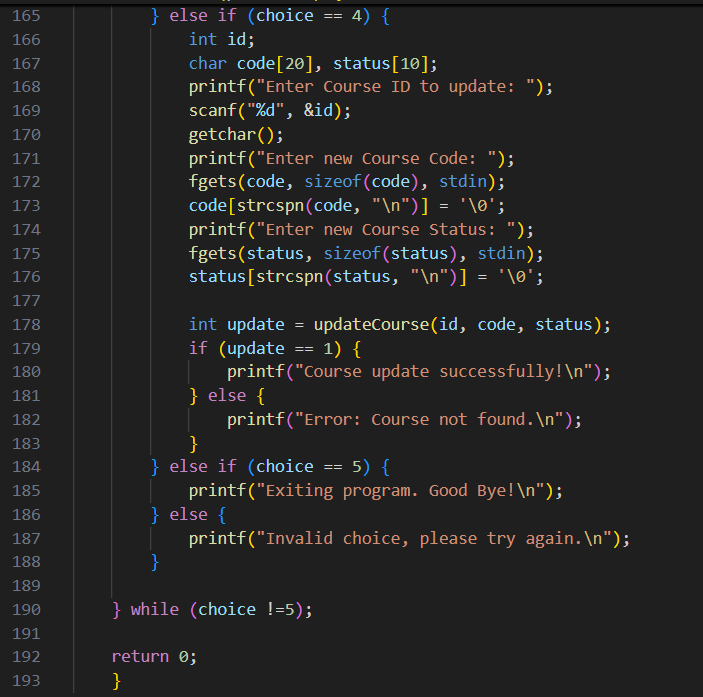 165 } else if (choice == 4) {
166 int id;
167 char code[20], status[10];
168 printf("Enter Course ID to update: ");
169 scanf("%d", &id);
170 getchar();
171 printf("Enter new Course Code: ");
172 fgets(code, sizeof(code), stdin);
173 code[strcspn(code, "\n")] = '\0';
174 printf("Enter new Course Status: ");
175 fgets(status, sizeof(status), stdin);
176 status[strcspn(status, "\n")] = '\0';
177
178 int update = updateCourse(id, code, status);
179 if (update == 1) {
180 printf("Course update successfully!\n");
181 } else {
182 printf("Error: Course not found.\n");
183 }
184 } else if (choice == 5) {
185 printf("Exiting program. Good Bye!\n");
186 } else {
187 printf("Invalid choice, please try again.\n");
188 }
189
190 } while (choice !=5);
191
192 return 0;
193 }